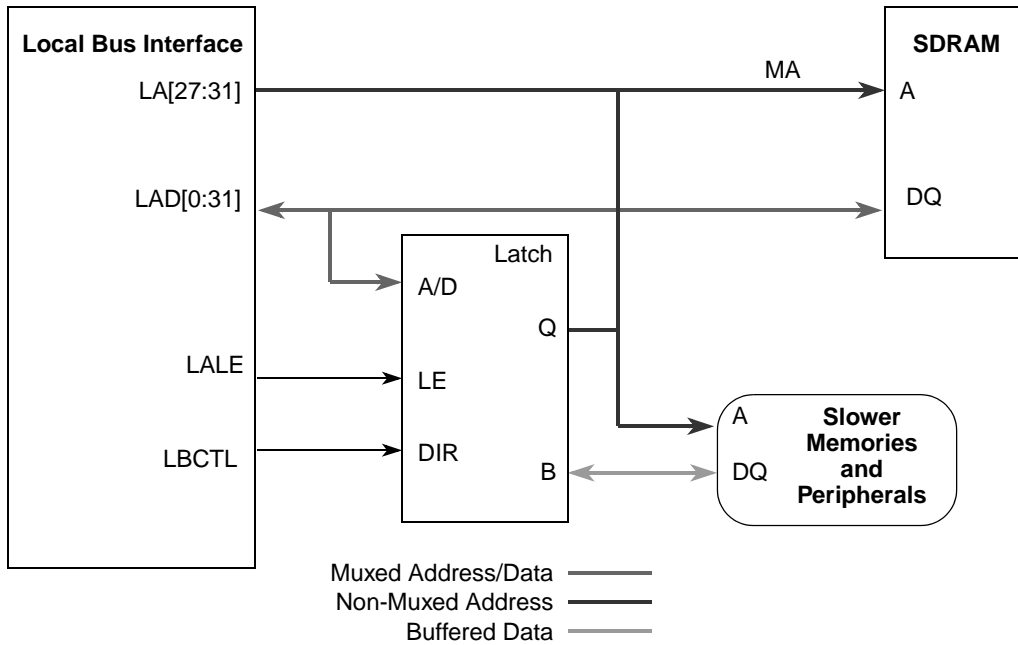 Local Bus Interface
SDRAM
LA[27:31]
MA
A
LAD[0:31]
DQ
Latch
A/D
Q
LALE
LE
LBCTL
DIR
B
A
DQ
Slower
Memories
and
Peripherals
Muxed Address/Data
Non-Muxed Address
Buffered Data